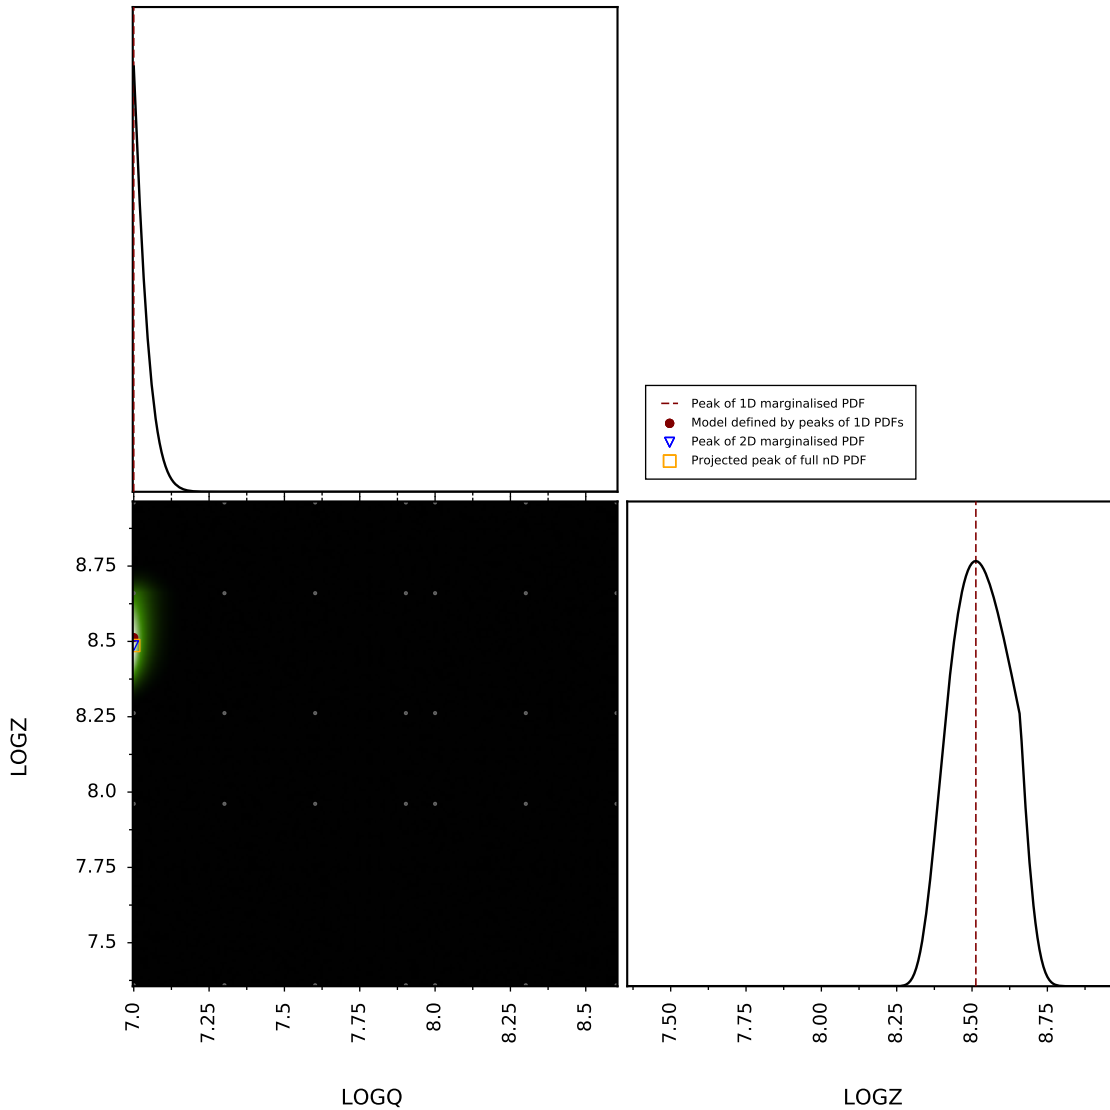 Peak of 1D marginalised PDF
Model defined by peaks of 1D PDFs
Peak of 2D marginalised PDF
Projected peak of full nD PDF
8.75
8.5
8.25
8.0
7.75
7.5
LOGZ
7.0
7.25
7.5
7.75
8.0
8.25
8.5
LOGQ
7.50
7.75
8.00
8.25
8.50
8.75
LOGZ